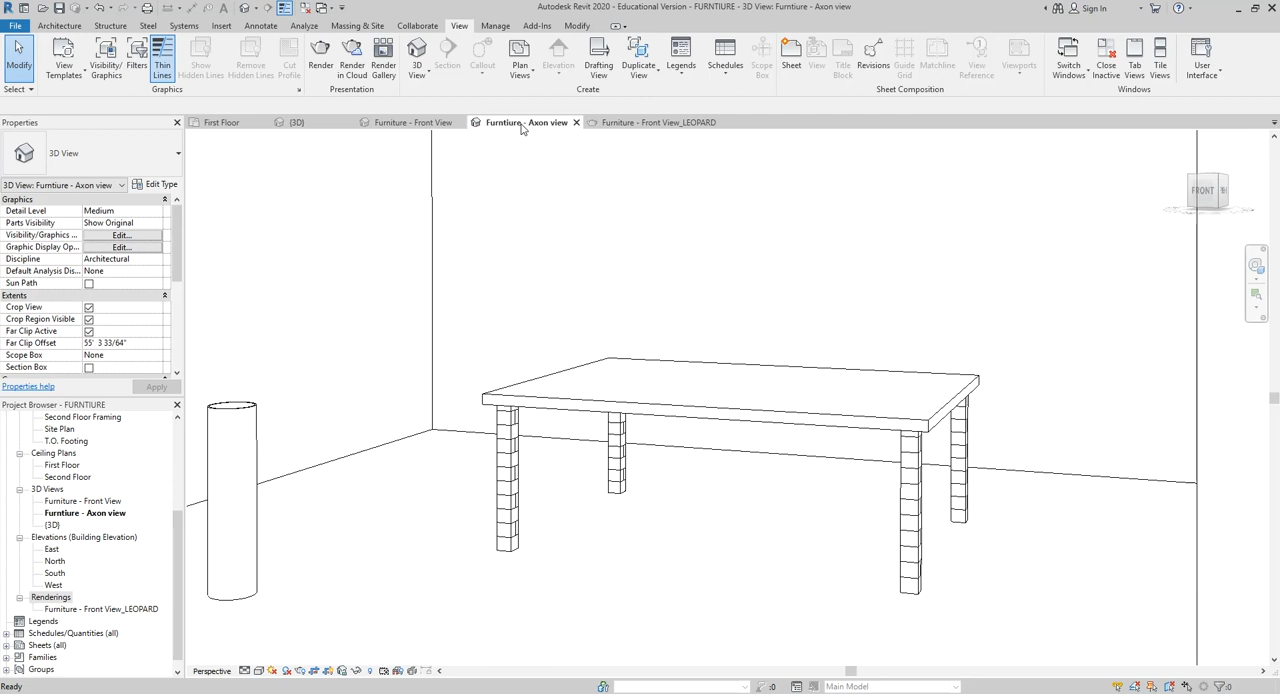 Autodesk Revit 2020 - Educational Version - FURNTIURE - 3D View: Furntiure - Axon view
Sign In
File Architecture Structure Steel Systems Insert Annotate Analyze Massing & Site Collaborate View Manage Add-Ins Modify
Modify
View Templates
Visibility/ Graphics
Filters
Thin Lines
Show Hidden Lines
Remove Hidden Lines
Cut Profile
Render
Render in Cloud
Render Gallery
3D View
Section
Callout
Plan Views
Elevation
Drafting View
Duplicate View
Legends
Schedules
Scope Box
Sheet
View
Title Block
Revisions
Guide Grid
Matchline
View Reference
Viewports
Switch Windows
Close Inactive
Tab Views
Tile Views
User Interface
Select Graphics Presentation Create Sheet Composition Windows
Properties
First Floor {3D} Furntiure - Front View Furntiure - Axon view Furniture - Front View_LEOPARD
3D View
3D View: Furntiure - Axon view Edit Type
Graphics
Detail Level Medium
Parts Visibility Show Original
Visibility/Graphics ... Edit...
Graphic Display Op... Edit...
Discipline Architectural
Default Analysis Dis... None
Sun Path
Extents
Crop View
Crop Region Visible
Far Clip Active
Far Clip Offset 55' 3 33/64"
Scope Box None
Section Box
Properties help Apply
Project Browser - FURNTIURE
Second Floor Framing
Site Plan
T.O. Footing
Ceiling Plans
First Floor
Second Floor
3D Views
Furniture - Front View
Furntiure - Axon view
{3D}
Elevations (Building Elevation)
East
North
South
West
Renderings
Furniture - Front View_LEOPARD
Legends
Schedules/Quantities (all)
Sheets (all)
Families
Groups
FRONT
Perspective
Ready :0 Main Model :0